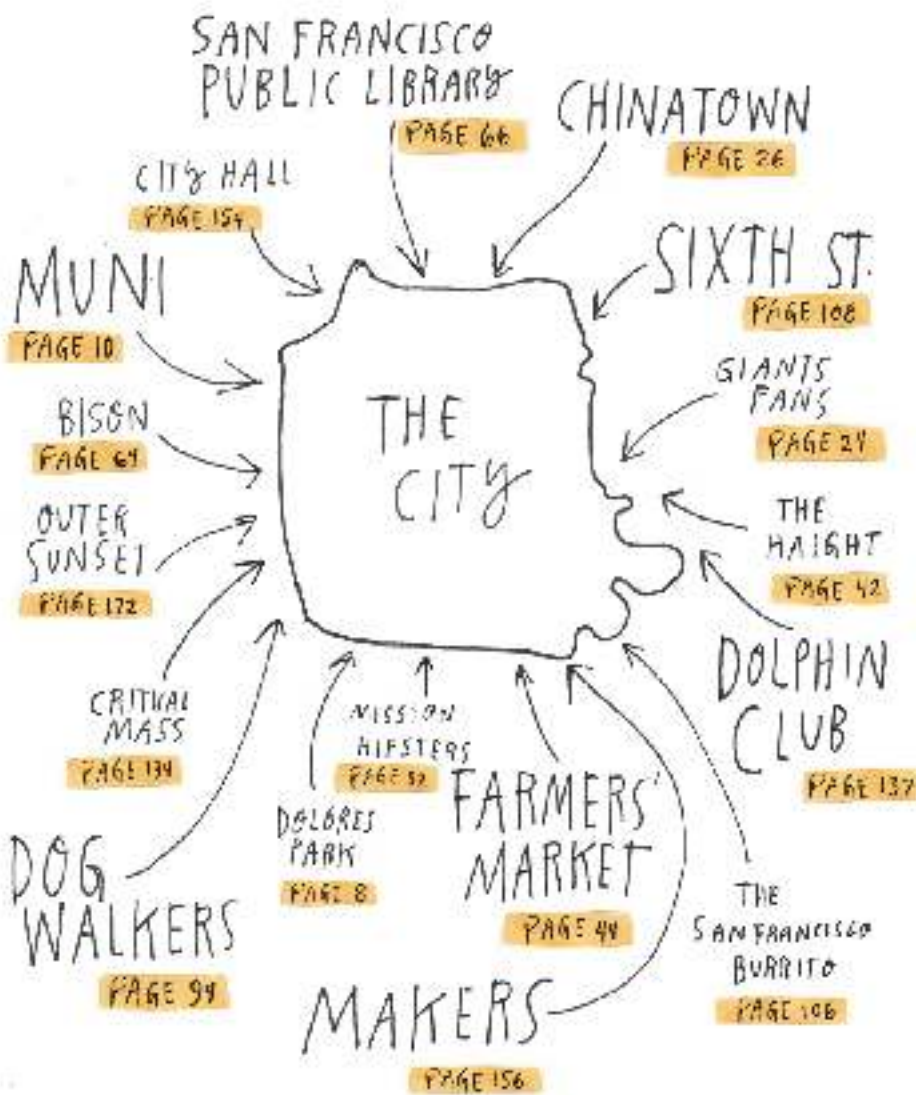 SAN FRANCISCO
PUBLIC LIBRARY
PAGE 66
CHINATOWN
PAGE 26
CITY HALL
PAGE 154
MUNI
PAGE 10
SIXTH ST.
PAGE 108
GIANTS
FANS
PAGE 24
BISON
PAGE 64
THE
CITY
OUTER
SUNSET
PAGE 172
THE
HAIGHT
PAGE 42
DOLPHIN
CLUB
PAGE 137
CRITICAL
MASS
PAGE 134
MISSION
HIPSTERS
PAGE
DOLORES
PARK
PAGE 8
FARMERS'
MARKET
PAGE 44
DOG
WALKERS
PAGE 94
THE
SAN FRANCISCO
BURRITO
PAGE 106
MAKERS
PAGE 156